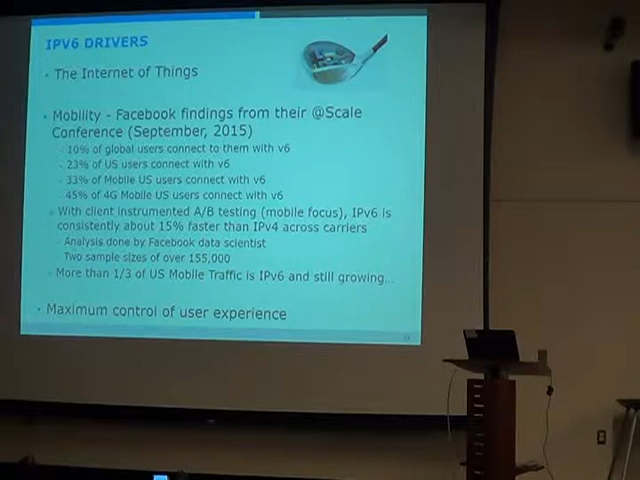 IPV6 DRIVERS
The Internet of Things
Mobility - Facebook findings from their @Scale
Conference (September, 2015)
10% of global users connect to them with v6
23% of US users connect with v6
33% of Mobile US users connect with v6
45% of 4G Mobile US users connect with v6
With client instrumented A/B testing (mobile focus), IPv6 is
consistently about 15% faster than IPv4 across carriers
Analysis done by Facebook data scientist
Two sample sizes of over 155,000
More than 1/3 of US Mobile Traffic is IPv6 and still growing...
Maximum control of user experience